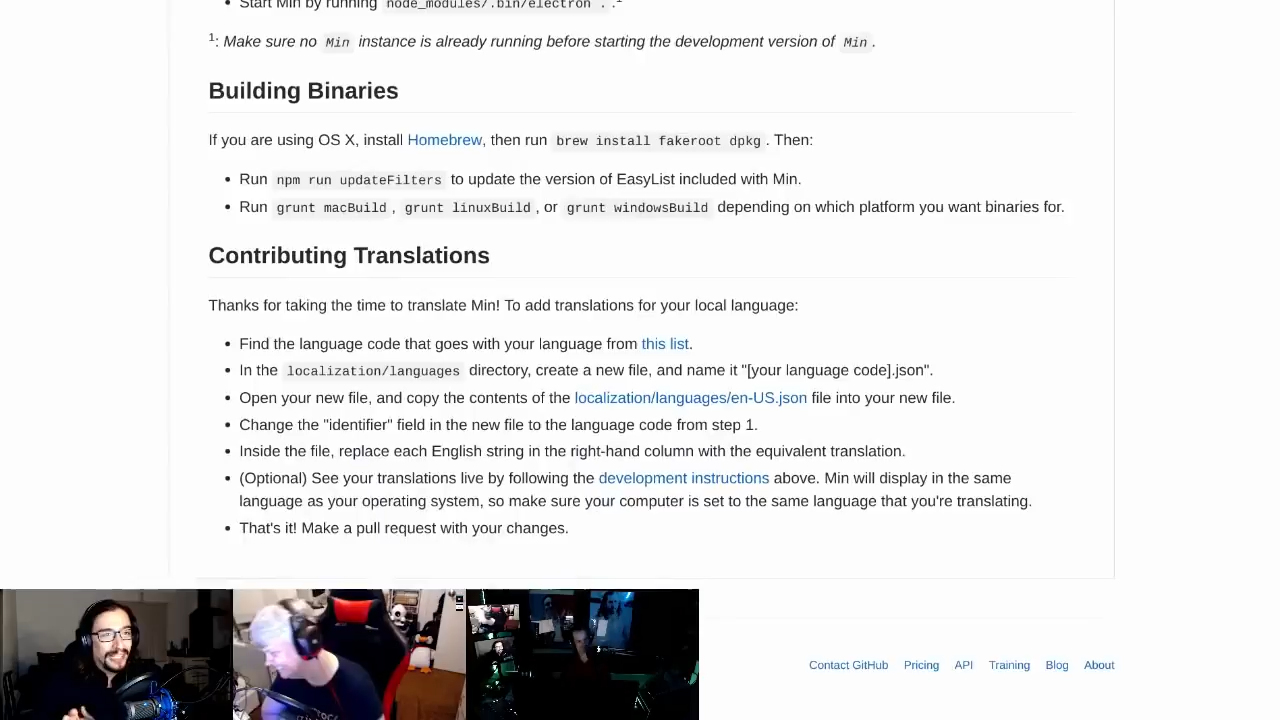 Start Min by running node_modules/.bin/electron . .1
1: Make sure no Min instance is already running before starting the development version of Min .
Building Binaries
If you are using OS X, install Homebrew, then run brew install fakeroot dpkg . Then:
Run npm run updateFilters to update the version of EasyList included with Min.
Run grunt macBuild , grunt linuxBuild , or grunt windowsBuild depending on which platform you want binaries for.
Contributing Translations
Thanks for taking the time to translate Min! To add translations for your local language:
Find the language code that goes with your language from this list.
In the localization/languages directory, create a new file, and name it "[your language code].json".
Open your new file, and copy the contents of the localization/languages/en-US.json file into your new file.
Change the "identifier" field in the new file to the language code from step 1.
Inside the file, replace each English string in the right-hand column with the equivalent translation.
(Optional) See your translations live by following the development instructions above. Min will display in the same
language as your operating system, so make sure your computer is set to the same language that you're translating.
That's it! Make a pull request with your changes.
Contact GitHub Pricing API Training Blog About